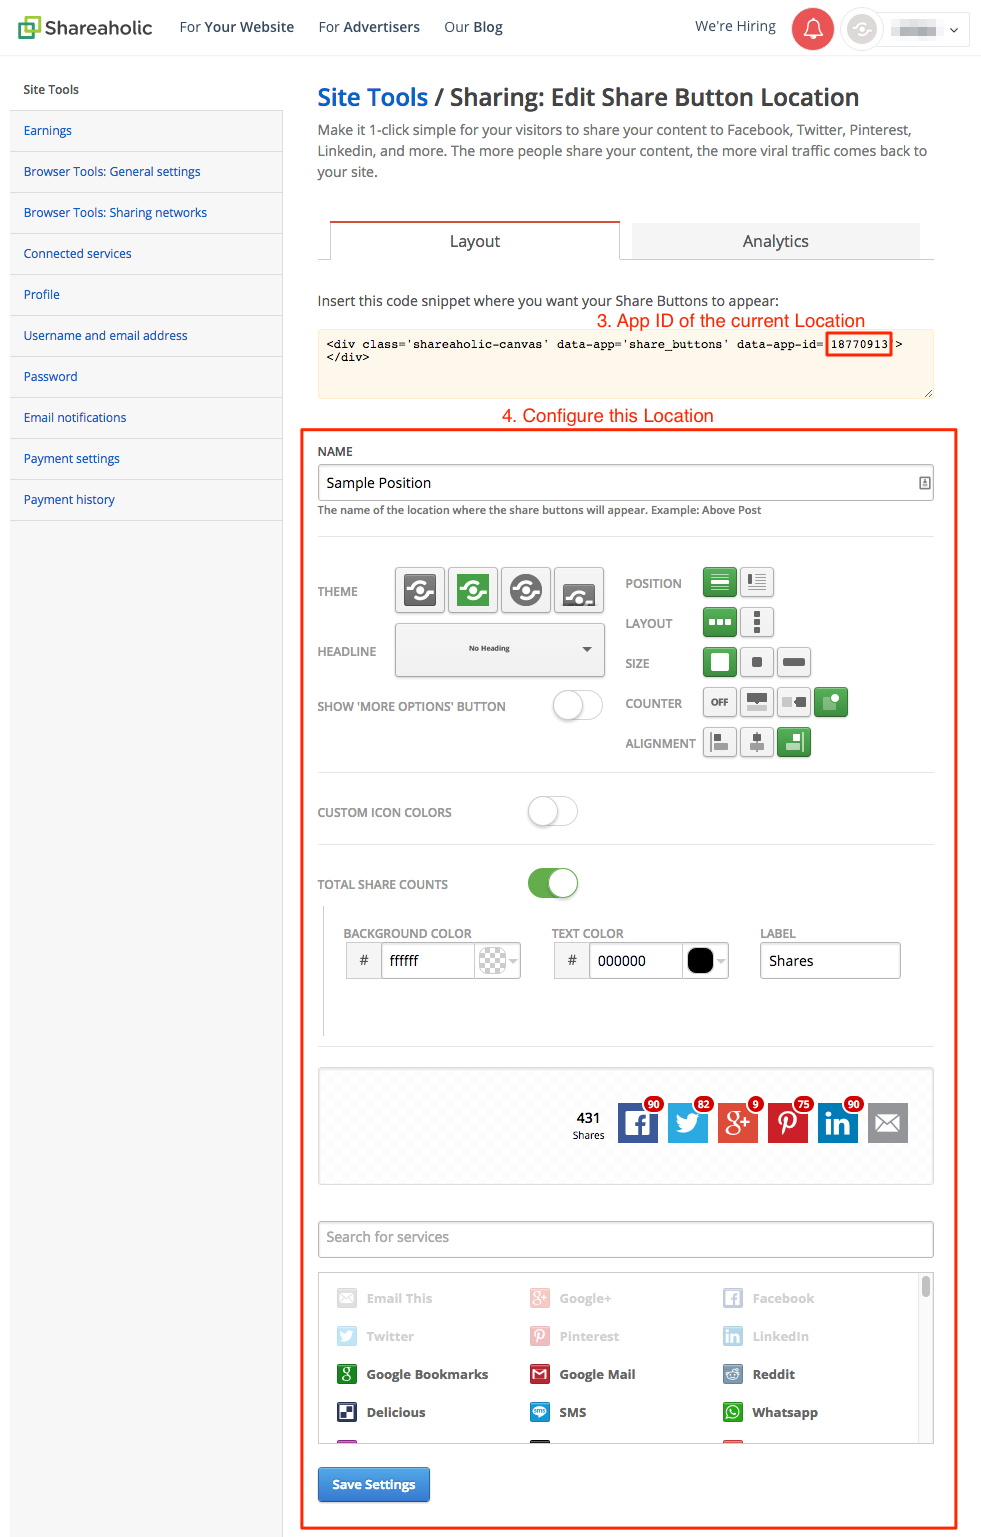 Shareaholic
For Your Website
For Advertisers
Our Blog
We're Hiring
Site Tools
Earnings
Browser Tools: General settings
Browser Tools: Sharing networks
Connected services
Profile
Username and email address
Password
Email notifications
Payment settings
Payment history
Site Tools / Sharing: Edit Share Button Location
Make it 1-click simple for your visitors to share your content to Facebook, Twitter, Pinterest,
Linkedin, and more. The more people share your content, the more viral traffic comes back to
your site.
Layout
Analytics
Insert this code snippet where you want your Share Buttons to appear:
3. App ID of the current Location
<div class='shareaholic-canvas' data-app='share_buttons' data-app-id='18770913'>
</div>
4. Configure this Location
NAME
Sample Position
The name of the location where the share buttons will appear. Example: Above Post
THEME
HEADLINE
No Heading
SHOW 'MORE OPTIONS' BUTTON
POSITION
LAYOUT
SIZE
COUNTER
OFF
ALIGNMENT
CUSTOM ICON COLORS
TOTAL SHARE COUNTS
BACKGROUND COLOR
# ffffff
TEXT COLOR
# 000000
LABEL
Shares
431
Shares
90
82
9
75
90
Search for services
Email This
Google+
Facebook
Twitter
Pinterest
LinkedIn
Google Bookmarks
Google Mail
Reddit
Delicious
SMS
Whatsapp
Save Settings